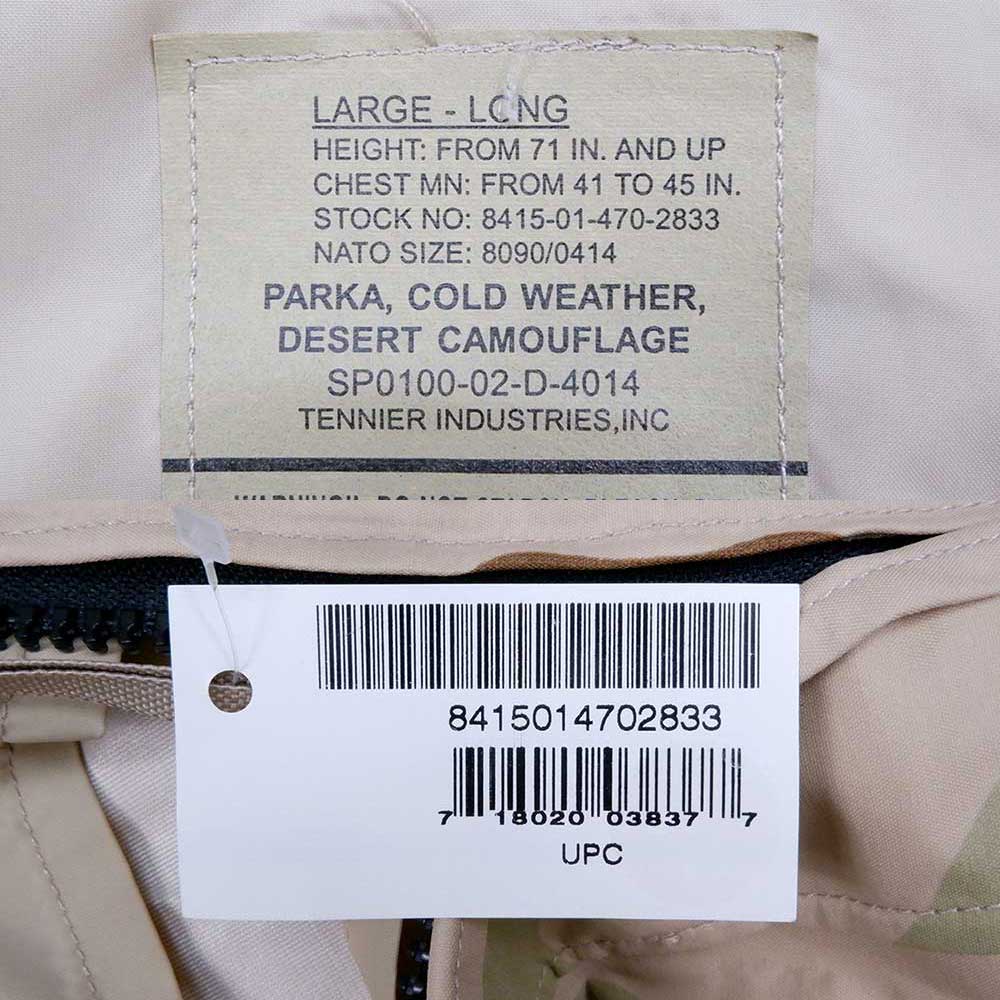 LARGE - LONG
HEIGHT: FROM 71 IN. AND UP
CHEST MN: FROM 41 TO 45 IN.
STOCK NO: 8415-01-470-2833
NATO SIZE: 8090/0414
PARKA, COLD WEATHER,
DESERT CAMOUFLAGE
SP0100-02-D-4014
TENNIER INDUSTRIES,INC
DO NOT
8415014702833
7 18020 03837 7
UPC